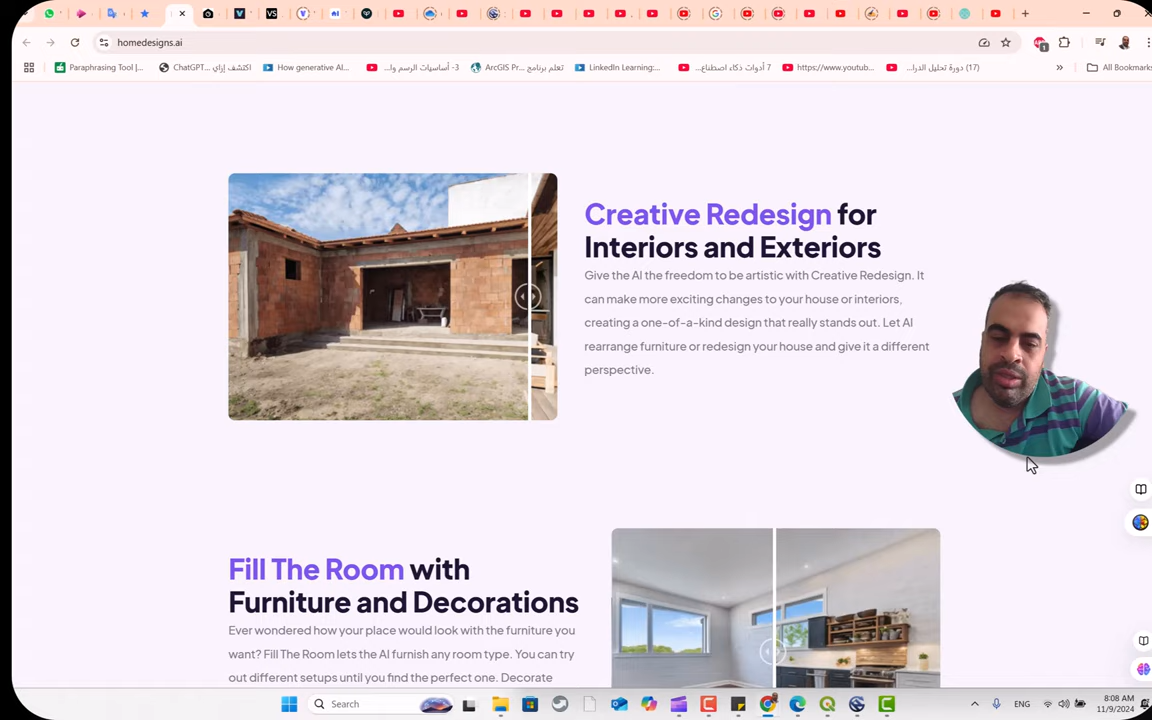 homedesigns.ai
Paraphrasing Tool |...
ChatGPT... اكتشف إزاي
How generative AI...
3- أساسيات الرسم وا...
ArcGIS Pr... تعلم برنامج
LinkedIn Learning:...
7 أدوات ذكاء اصطناع...
https://www.youtub...
(17) دورة تحليل الدرا...
All Bookmarks
Creative Redesign for
Interiors and Exteriors
Give the AI the freedom to be artistic with Creative Redesign. It
can make more exciting changes to your house or interiors,
creating a one-of-a-kind design that really stands out. Let AI
rearrange furniture or redesign your house and give it a different
perspective.
Fill The Room with
Furniture and Decorations
Ever wondered how your place would look with the furniture you
want? Fill The Room lets the AI furnish any room type. You can try
out different setups until you find the perfect one. Decorate
Search
ENG
8:08 AM
11/9/2024